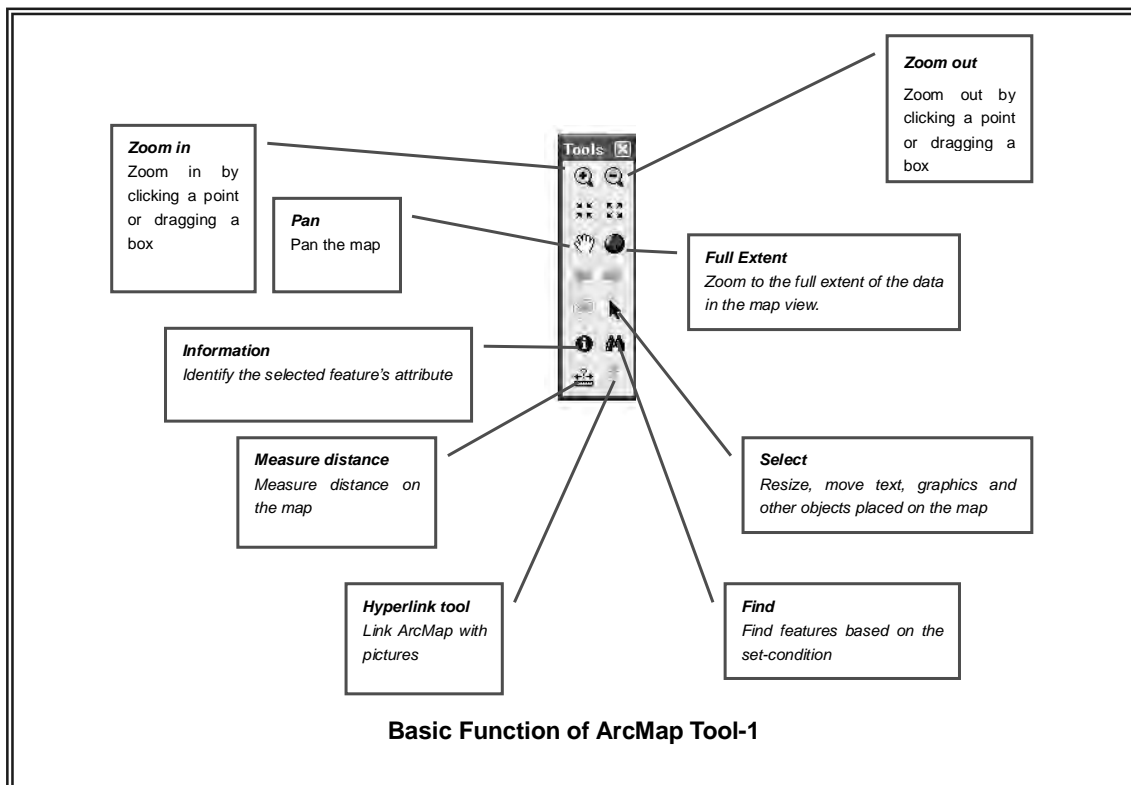 Zoom out
Zoom out by
clicking a point
or dragging a
box
Zoom in
Zoom in by
clicking a point
or dragging a
box
Tools
Pan
Pan the map
Full Extent
Zoom to the full extent of the data
in the map view.
Information
Identify the selected feature's attribute
Measure distance
Measure distance on
the map
Select
Resize, move text, graphics and
other objects placed on the map
Hyperlink tool
Link ArcMap with
pictures
Find
Find features based on the
set-condition
Basic Function of ArcMap Tool-1